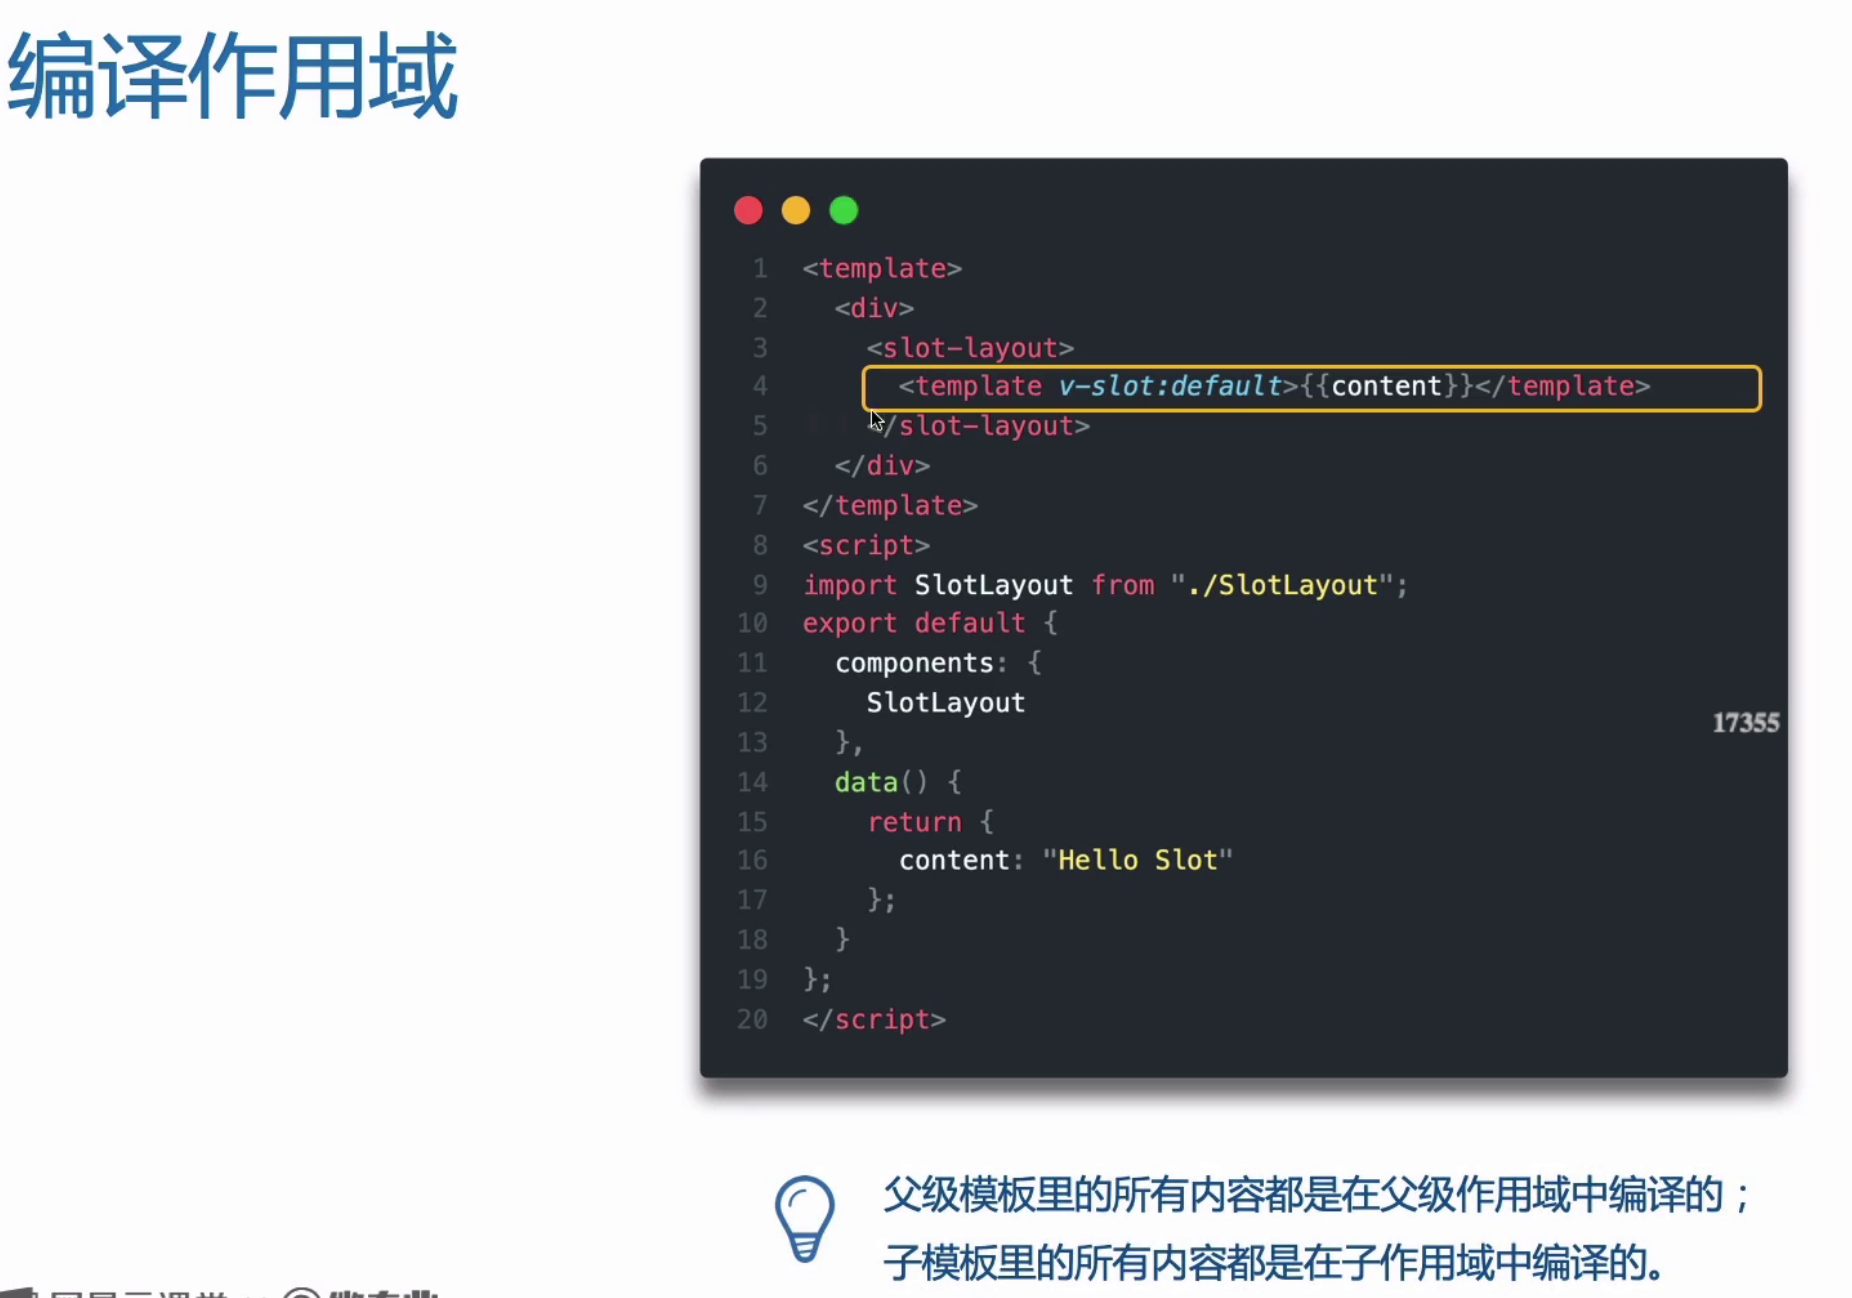 编译作用域
1 <template>
2   <div>
3     <slot-layout>
4       <template v-slot:default>{{content}}</template>
5     </slot-layout>
6   </div>
7 </template>
8 <script>
9 import SlotLayout from "./SlotLayout";
10 export default {
11   components: {
12     SlotLayout
13   },
14   data() {
15     return {
16       content: "Hello Slot"
17     };
18   }
19 };
20 </script>
17355
父级模板里的所有内容都是在父级作用域中编译的；
子模板里的所有内容都是在子作用域中编译的。